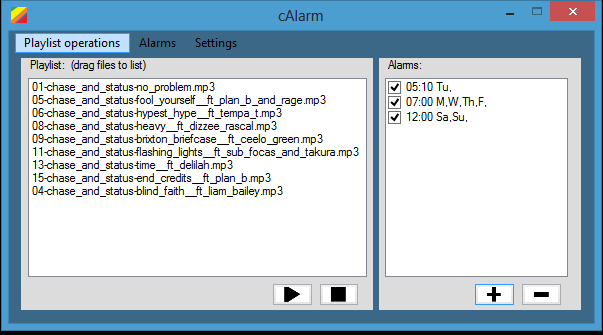 cAlarm
Playlist operations Alarms Settings
Playlist: (drag files to list)
01-chase_and_status-no_problem.mp3
05-chase_and_status-fool_yourself__ft_plan_b_and_rage.mp3
06-chase_and_status-hypest_hype__ft_tempa_t.mp3
08-chase_and_status-heavy__ft_dizzee_rascal.mp3
09-chase_and_status-brixton_briefcase__ft_ceelo_green.mp3
11-chase_and_status-flashing_lights__ft_sub_focas_and_takura.mp3
13-chase_and_status-time__ft_delilah.mp3
15-chase_and_status-end_credits__ft_plan_b.mp3
04-chase_and_status-blind_faith__ft_liam_bailey.mp3
Alarms:
05:10 Tu,
07:00 M,W,Th,F,
12:00 Sa,Su,